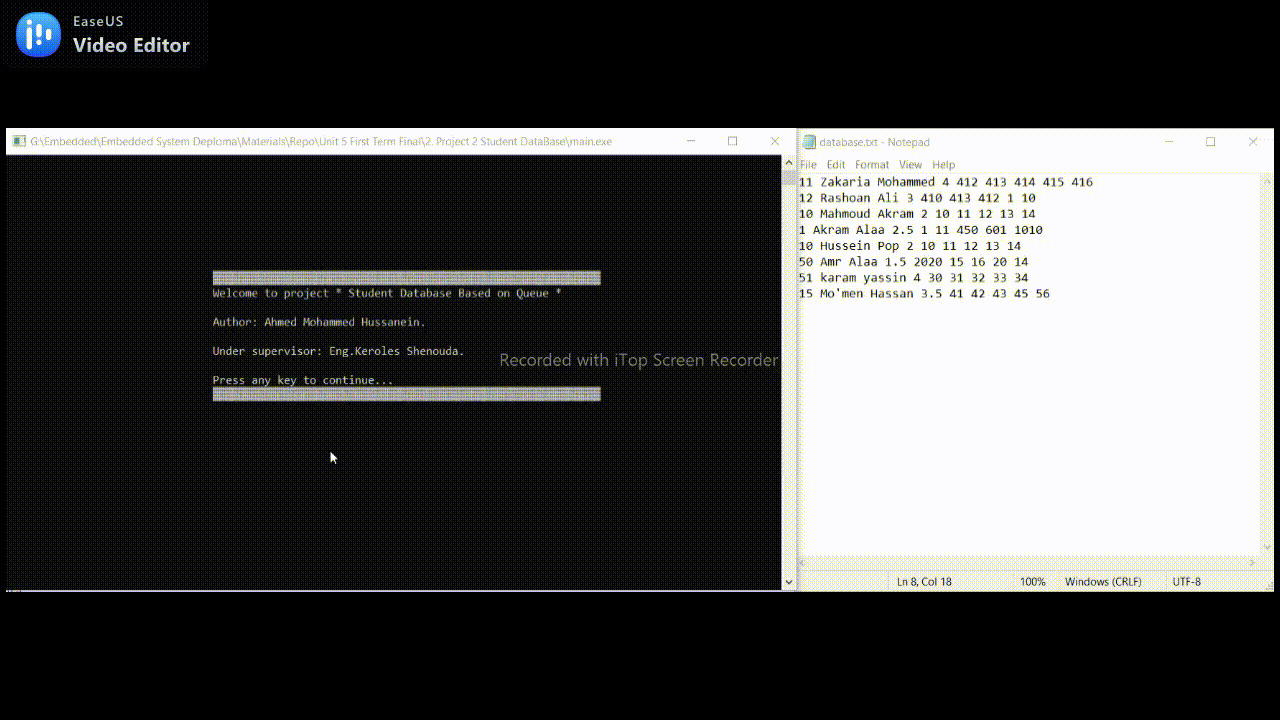 EaseUS
Video Editor
G:\Embedded\Embedded System Deploma\Materials\Repo\Unit 5 First Term Final\2. Project 2 Student DataBase\main.exe
Welcome to project * Student Database Based on Queue *
Author: Ahmed Mohammed Hussanein.
Under supervisor: Eng.Keroles Shenouda.
Recorded with iTop Screen Recorder
Press any key to continue...
database.txt - Notepad
File Edit Format View Help
11 Zakaria Mohammed 4 412 413 414 415 416
12 Rashoan Ali 3 410 413 412 1 10
10 Mahmoud Akram 2 10 11 12 13 14
1 Akram Alaa 2.5 1 11 450 601 1010
10 Hussein Pop 2 10 11 12 13 14
50 Amr Alaa 1.5 2020 15 16 20 14
51 karam yassin 4 30 31 32 33 34
15 Mo'men Hassan 3.5 41 42 43 45 56
Ln 8, Col 18 100% Windows (CRLF) UTF-8